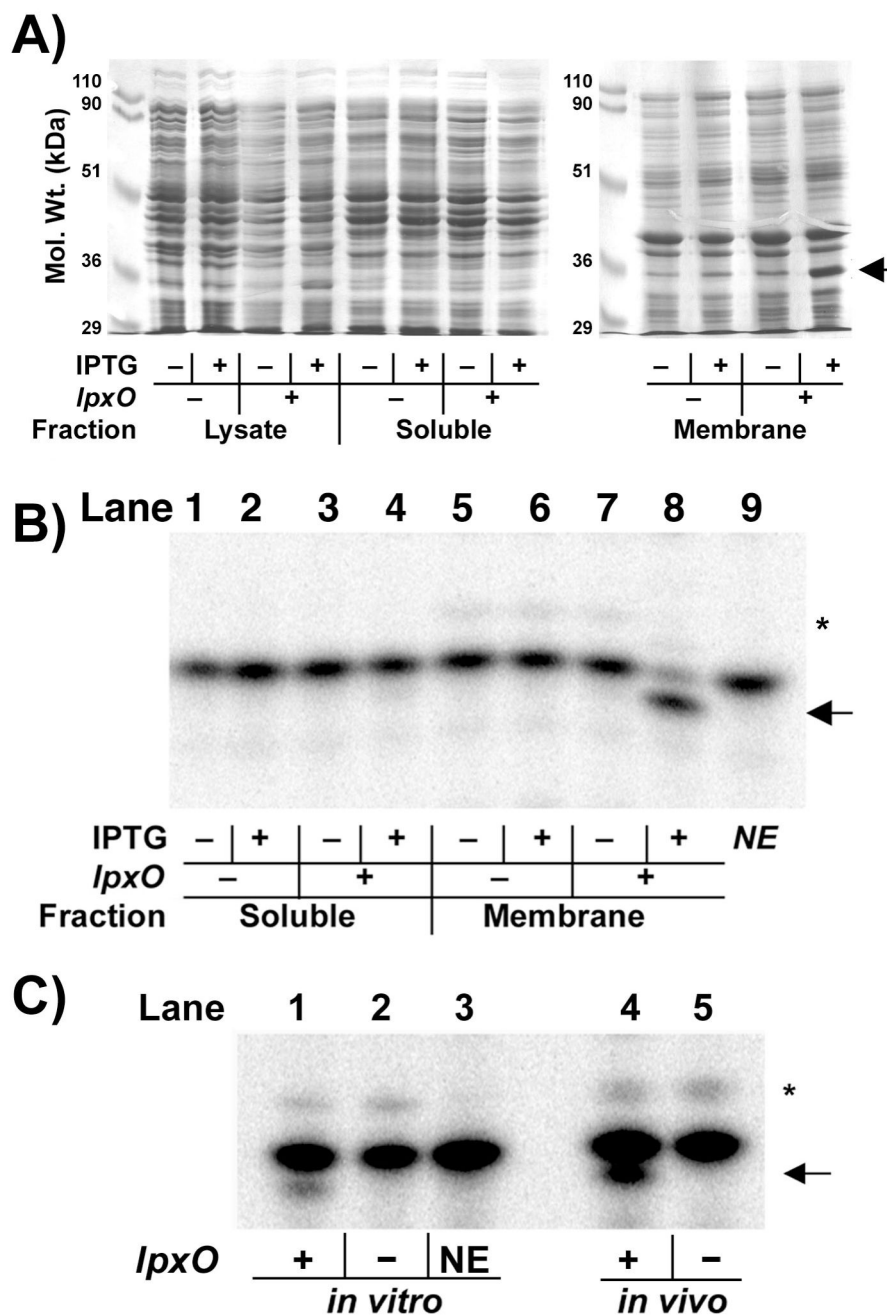 A)
Mol. Wt. (kDa)
110
90
51
36
29
110
90
51
36
29
IPTG – + – + – + – + – + – +
lpxO – + – + – +
Fraction Lysate Soluble Membrane
B)
Lane 1 2 3 4 5 6 7 8 9
*
IPTG – + – + – + – + NE
lpxO – + – +
Fraction Soluble Membrane
C)
Lane 1 2 3 4 5
*
lpxO + – NE + –
in vitro in vivo